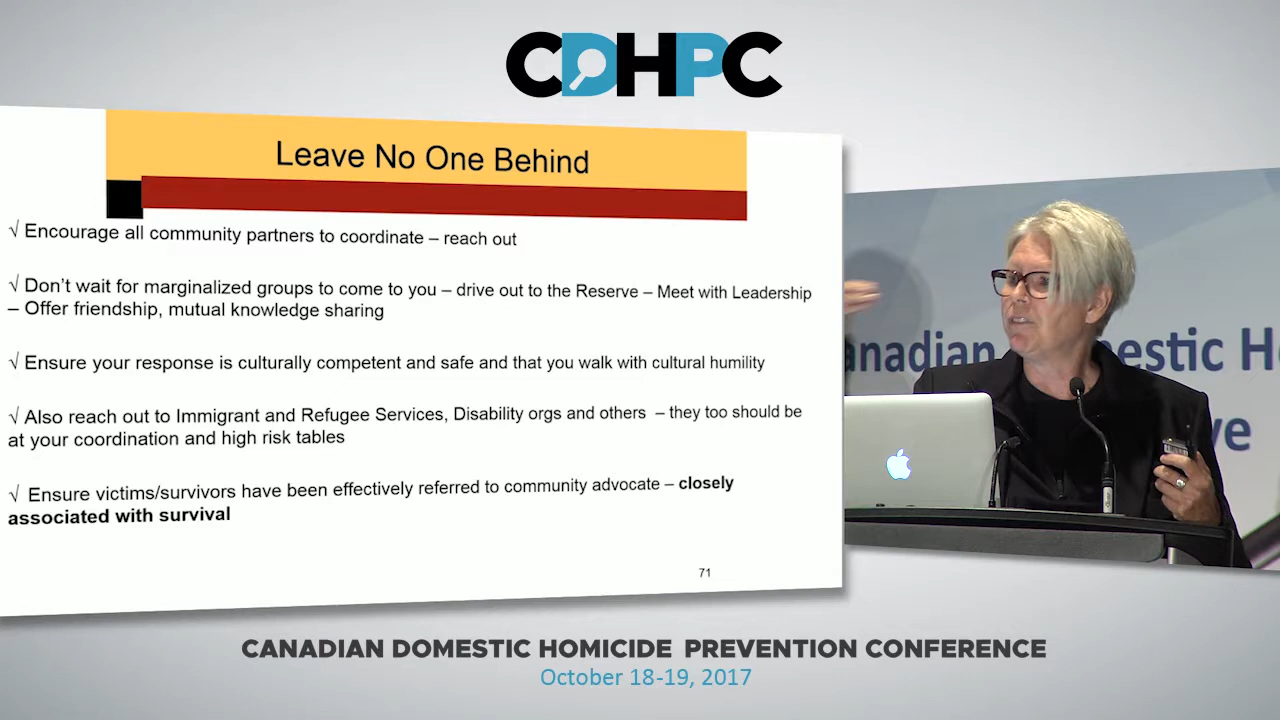 CDHPC
Leave No One Behind
√ Encourage all community partners to coordinate – reach out
√ Don't wait for marginalized groups to come to you – drive out to the Reserve – Meet with Leadership
– Offer friendship, mutual knowledge sharing
√ Ensure your response is culturally competent and safe and that you walk with cultural humility
√ Also reach out to Immigrant and Refugee Services, Disability orgs and others – they too should be
at your coordination and high risk tables
√ Ensure victims/survivors have been effectively referred to community advocate – closely
associated with survival
71
anadian
mestic H
ve
CANADIAN DOMESTIC HOMICIDE PREVENTION CONFERENCE
October 18-19, 2017